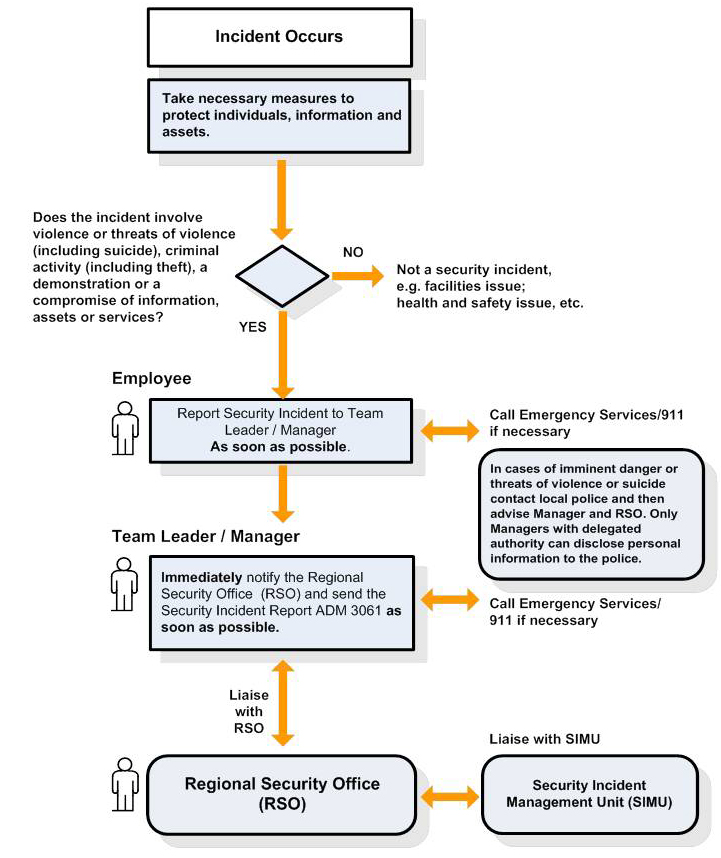 Incident Occurs
Take necessary measures to
protect individuals, information and
assets.
Does the incident involve
violence or threats of violence
(including suicide), criminal
activity (including theft), a
demonstration or a
compromise of information,
assets or services?
NO
Not a security incident,
e.g. facilities issue;
health and safety issue, etc.
YES
Employee
Report Security Incident to Team
Leader / Manager
As soon as possible.
Call Emergency Services/911
if necessary
In cases of imminent danger or
threats of violence or suicide
contact local police and then
advise Manager and RSO. Only
Managers with delegated
authority can disclose personal
information to the police.
Team Leader / Manager
Immediately notify the Regional
Security Office (RSO) and send the
Security Incident Report ADM 3061 as
soon as possible.
Call Emergency Services/
911 if necessary
Liaise
with
RSO
Liaise with SIMU
Regional Security Office
(RSO)
Security Incident
Management Unit (SIMU)